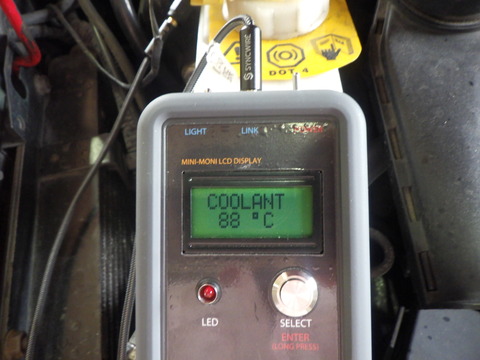 SYNCWIRE
DOT 4
LIGHT
LINK
MINI-MONI LCD DISPLAY
COOLANT
88 °C
LED
SELECT
ENTER
(LONG PRESS)